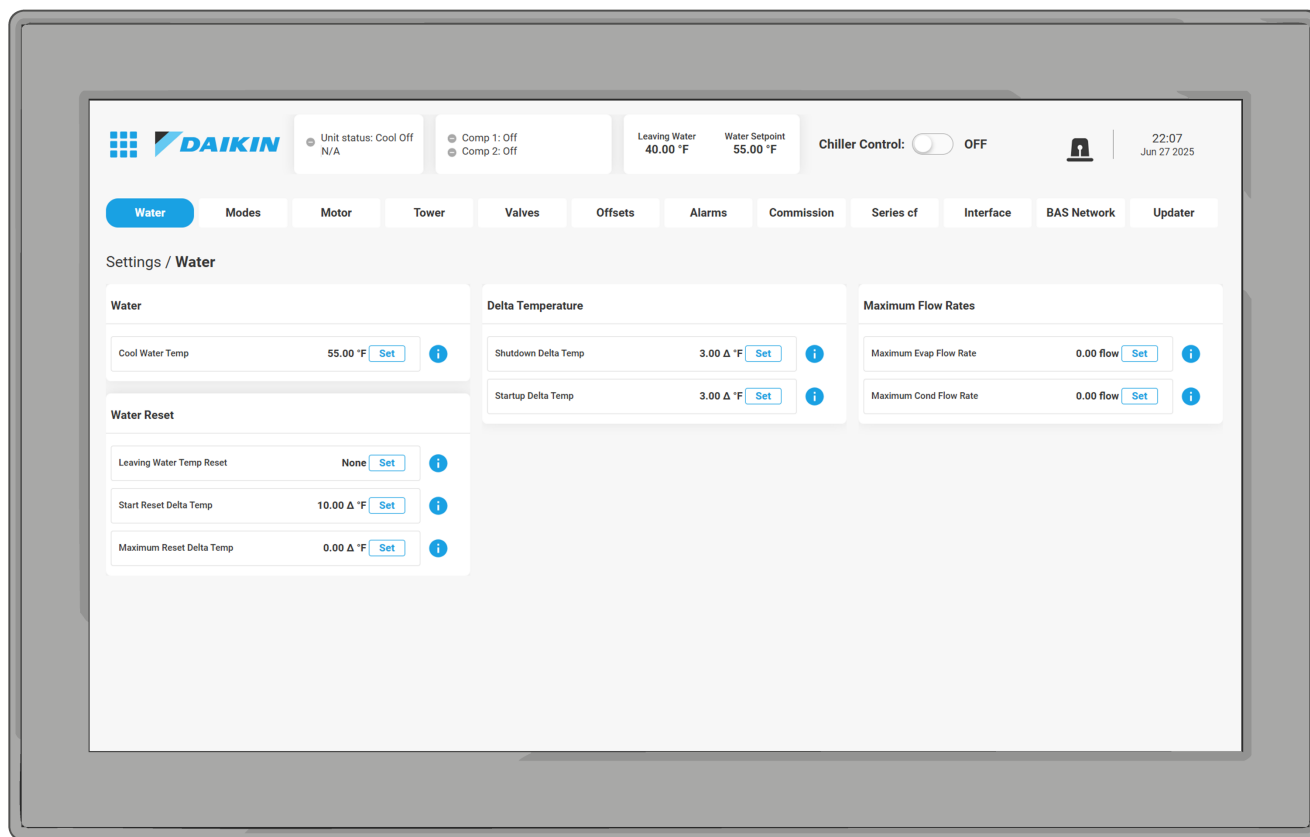 DAIKIN
Unit status: Cool Off
N/A
Comp 1: Off
Comp 2: Off
Leaving Water
40.00 °F
Water Setpoint
55.00 °F
Chiller Control:
OFF
22:07
Jun 27 2025
Water
Modes
Motor
Tower
Valves
Offsets
Alarms
Commission
Series cf
Interface
BAS Network
Updater
Settings / Water
Water
Cool Water Temp 55.00 °F Set i
Water Reset
Leaving Water Temp Reset None Set i
Start Reset Delta Temp 10.00 Δ °F Set i
Maximum Reset Delta Temp 0.00 Δ °F Set i
Delta Temperature
Shutdown Delta Temp 3.00 Δ °F Set i
Startup Delta Temp 3.00 Δ °F Set i
Maximum Flow Rates
Maximum Evap Flow Rate 0.00 flow Set i
Maximum Cond Flow Rate 0.00 flow Set i